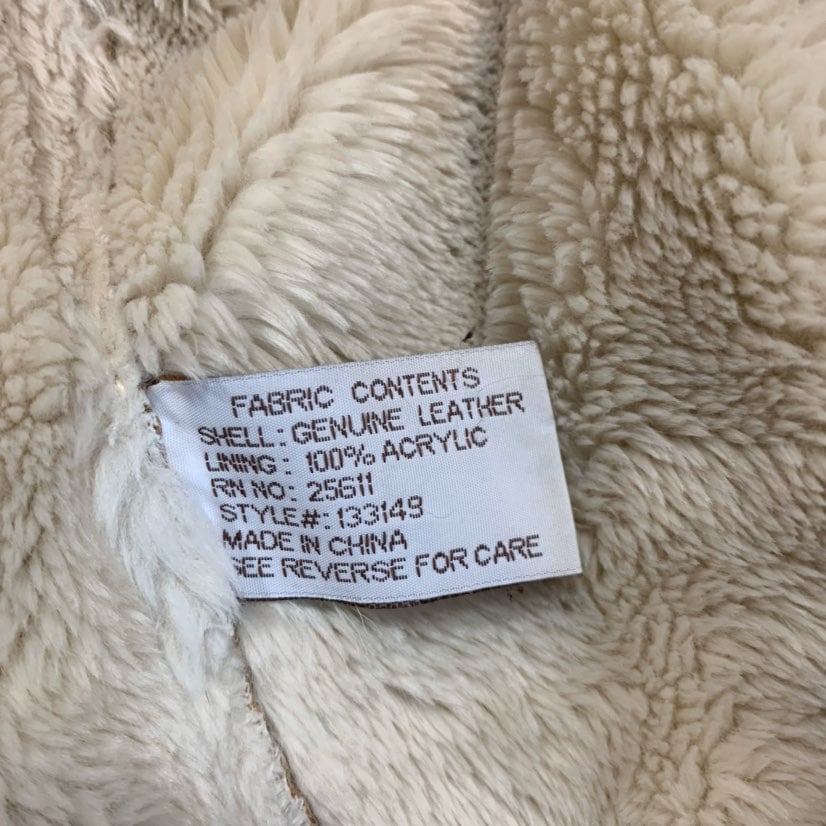 FABRIC CONTENTS
SHELL: GENUINE LEATHER
LINING: 100% ACRYLIC
RN NO: 25611
STYLE#: 133149
MADE IN CHINA
SEE REVERSE FOR CARE